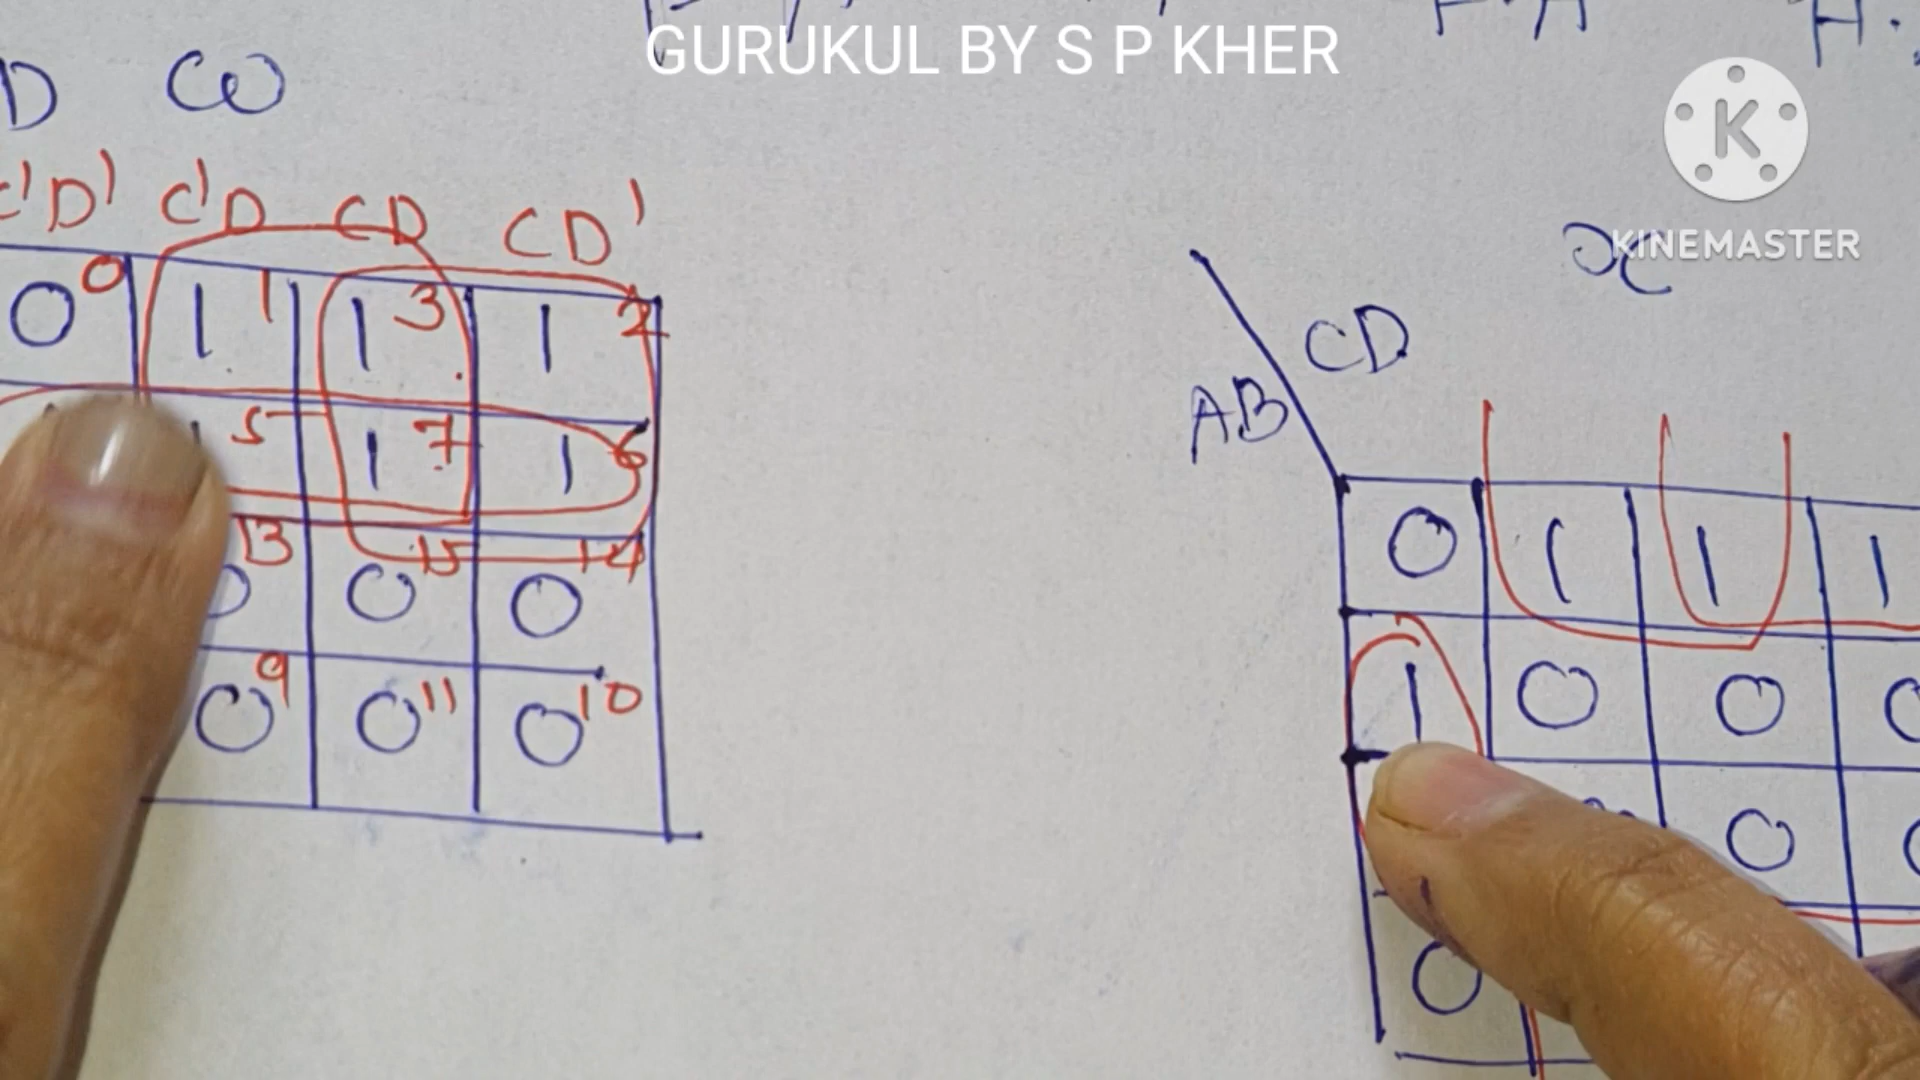 GURUKUL BY S P KHER
K
KINEMASTER
D ω
C'D' C'D CD CD'
0 0 1 1 1 3 1 2
5 1 7 1 6
13 0 15 0 14 0
0 9 0 11 0 10
x
CD
AB
0 1 1 1
1 0 0 0
0 0
0